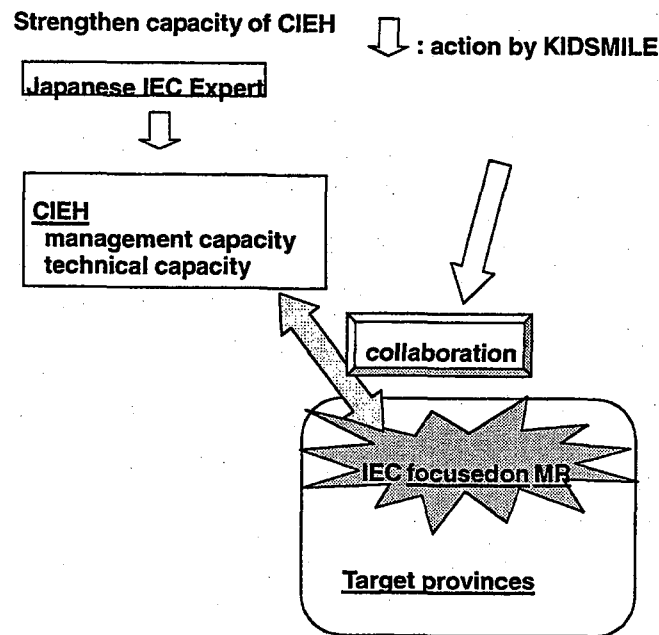 Strengthen capacity of CIEH
: action by KIDSMILE
Japanese IEC Expert
CIEH
management capacity
technical capacity
collaboration
IEC focusedon MR
Target provinces